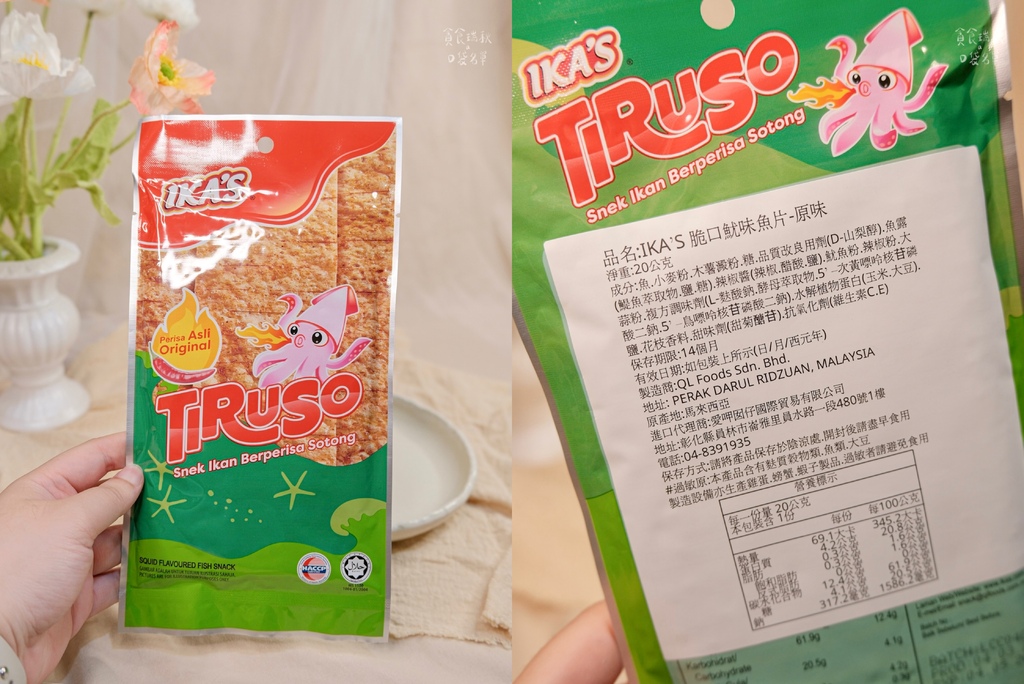 IKA'S
Perisa Asli
Original
TiRuSO
Snek Ikan Berperisa Sotong
SQUID FLAVOURED FISH SNACK
HACCP
IKA'S
TiRuSO
Snek Ikan Berperisa Sotong
品名:IKA'S 脆口魷味魚片-原味
淨重:20公克
成分:魚.小麥粉.木薯澱粉.糖.品質改良用劑(D-山梨醇).魚露
(鯷魚萃取物.鹽.糖).辣椒醬(辣椒.醋酸.鹽).魷魚粉.辣椒粉.大
蒜粉.複方調味劑(L-麩酸鈉.酵母萃取物.5'－次黃嘌呤核苷磷
酸二鈉.5'－鳥嘌呤核苷磷酸二鈉).水解植物蛋白(玉米.大豆).
鹽.花枝香料.甜味劑(甜菊醣苷).抗氧化劑(維生素C.E)
保存期限:14個月
有效日期:如包裝上所示(日/月/西元年)
製造商:QL Foods Sdn. Bhd.
地址: PERAK DARUL RIDZUAN, MALAYSIA
原產地:馬來西亞
進口代理商:愛呷囡仔國際貿易有限公司
地址:彰化縣員林市崙雅里員水路一段480號1樓
電話:04-8391935
保存方式:請將產品保存於陰涼處.開封後請盡早食用
#過敏原:本產品含有麩質穀物類.魚類.大豆
製造設備亦生產雞蛋.螃蟹.蝦子製品.過敏者請避免食用
營養標示
每一份量 20公克
本包裝含 1份
每份 每100公克
69.1大卡 345.2大卡
熱量
鈉 317.2毫克
61.9g 12.4g
Karbohidrat/
Carbohydrate 4.1g
20.5g 4.2g